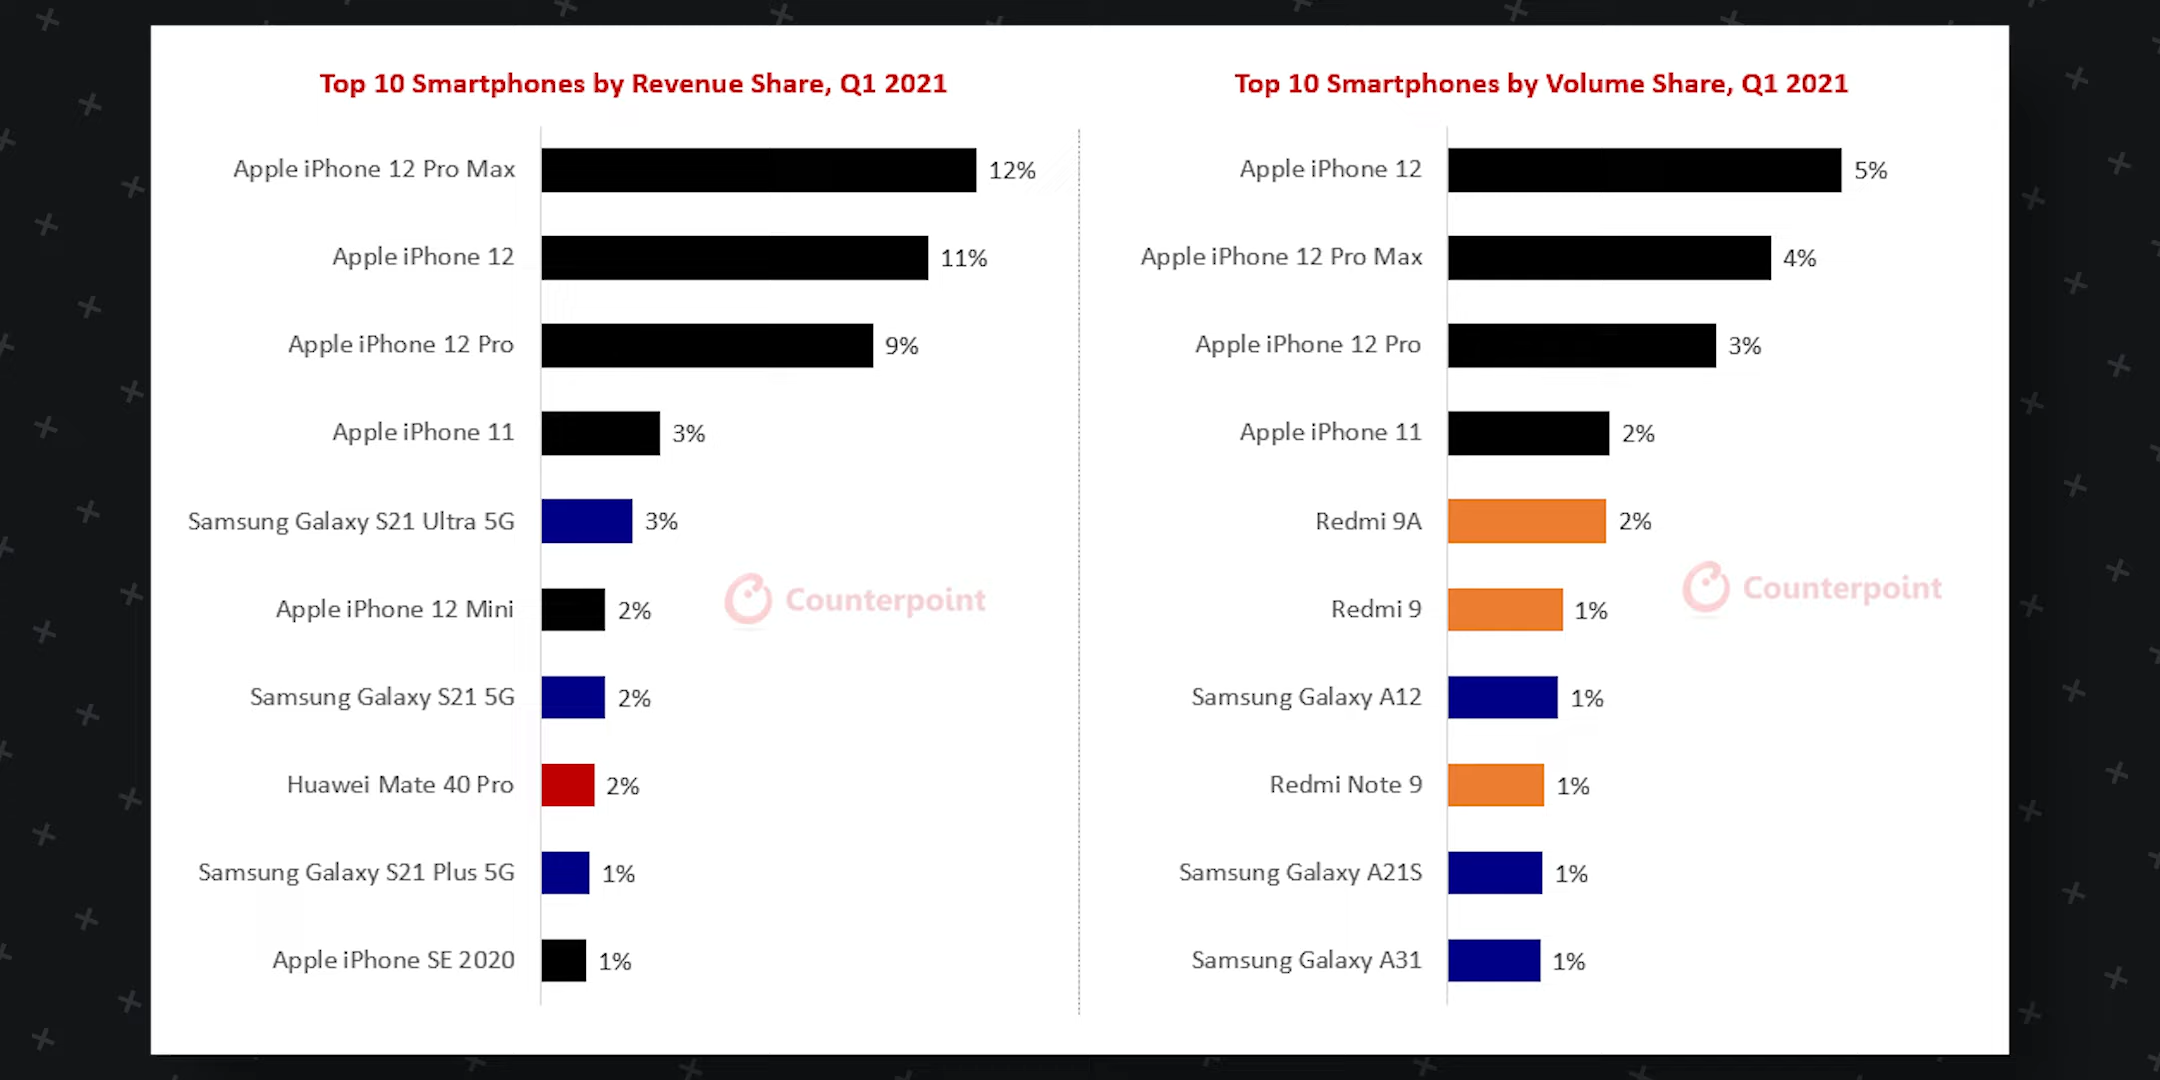 Top 10 Smartphones by Revenue Share, Q1 2021
Apple iPhone 12 Pro Max 12%
Apple iPhone 12 11%
Apple iPhone 12 Pro 9%
Apple iPhone 11 3%
Samsung Galaxy S21 Ultra 5G 3%
Apple iPhone 12 Mini 2%
Samsung Galaxy S21 5G 2%
Huawei Mate 40 Pro 2%
Samsung Galaxy S21 Plus 5G 1%
Apple iPhone SE 2020 1%
Counterpoint
Top 10 Smartphones by Volume Share, Q1 2021
Apple iPhone 12 5%
Apple iPhone 12 Pro Max 4%
Apple iPhone 12 Pro 3%
Apple iPhone 11 2%
Redmi 9A 2%
Redmi 9 1%
Samsung Galaxy A12 1%
Redmi Note 9 1%
Samsung Galaxy A21S 1%
Samsung Galaxy A31 1%
Counterpoint